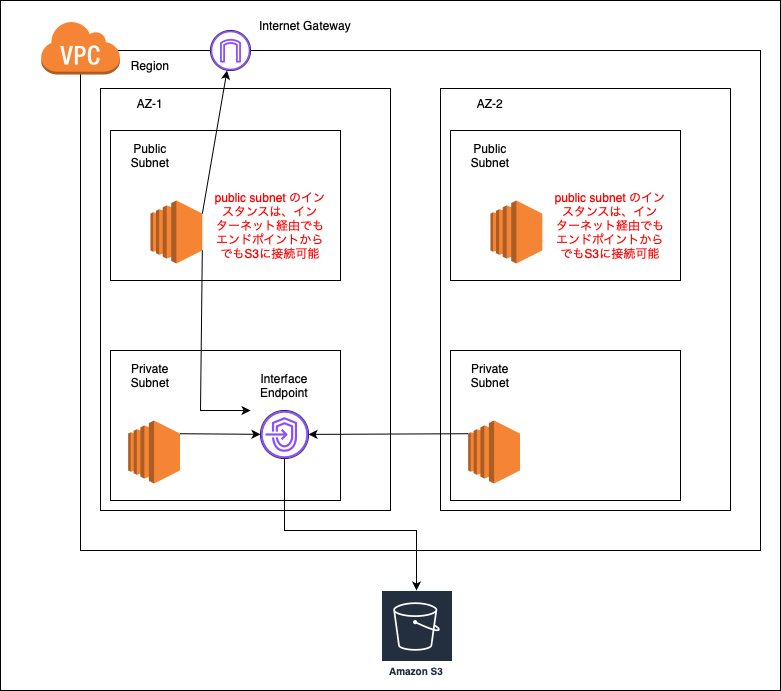 Internet Gateway
VPC
Region
AZ-1
AZ-2
Public
Subnet
public subnet のイン
スタンスは、イン
ターネット経由でも
エンドポイントから
でもS3に接続可能
Public
Subnet
public subnet のイン
スタンスは、イン
ターネット経由でも
エンドポイントから
でもS3に接続可能
Private
Subnet
Interface
Endpoint
Private
Subnet
Amazon S3